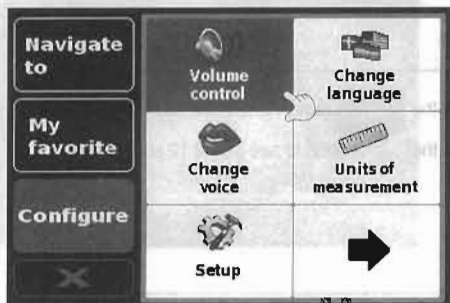 Navigate
to
My
favorite
Configure
Volume
control
Change
language
Change
voice
Units of
measurement
Setup